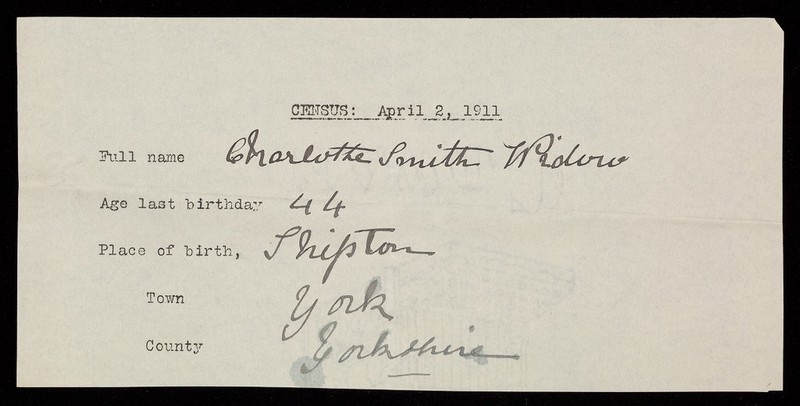 CENSUS: April 2, 1911
Full name Charlotte Smith Widow
Age last birthday 44
Place of birth, Shipton
Town York
County Yorkshire